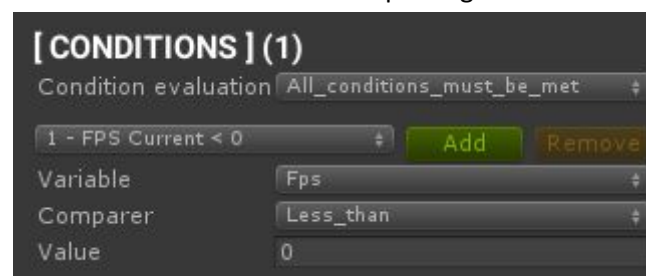 [ CONDITIONS ] (1)
Condition evaluation All_conditions_must_be_met
1 - FPS Current < 0 Add Remove
Variable Fps
Comparer Less_than
Value 0